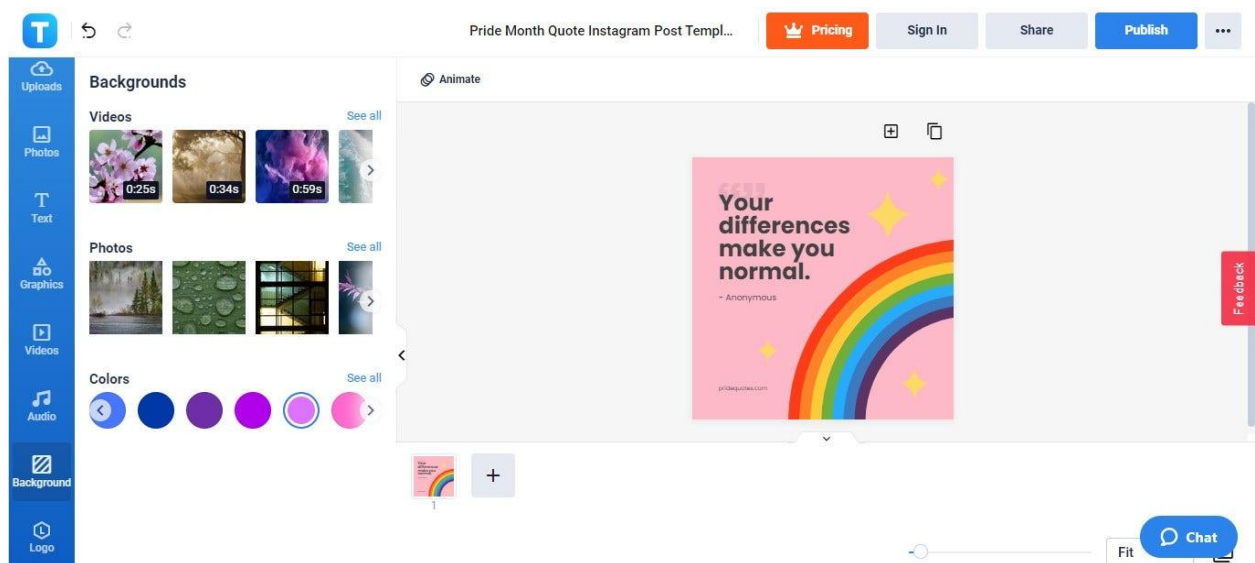 T
Pride Month Quote Instagram Post Templ...
Pricing
Sign In
Share
Publish
Uploads
Photos
T
Text
Graphics
Videos
Audio
Background
Logo
Backgrounds
Videos
See all
0:25s
0:34s
0:59s
Photos
See all
Colors
See all
Animate
Your
differences
make you
normal.
- Anonymous
pridequotes.com
Feedback
1
Fit
Chat